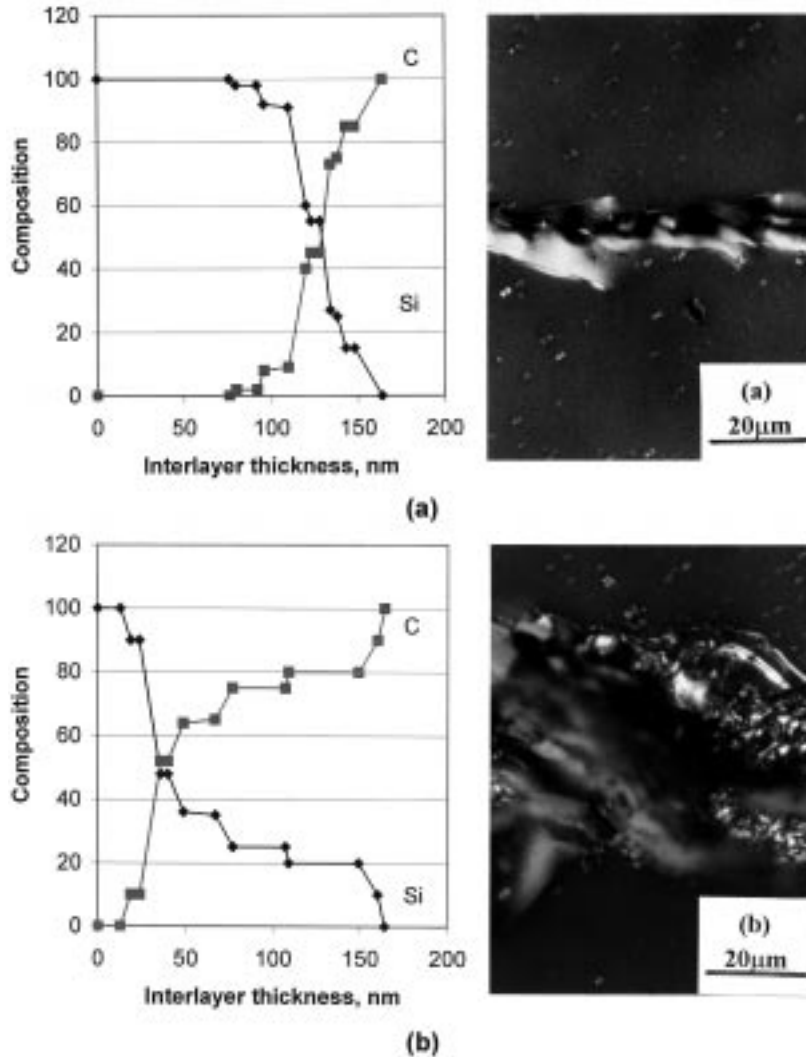 120
100
80
60
40
20
0
Composition
C
Si
0 50 100 150 200
Interlayer thickness, nm
(a)
20μm
(a)
120
100
80
60
40
20
0
Composition
C
Si
0 50 100 150 200
Interlayer thickness, nm
(b)
20μm
(b)